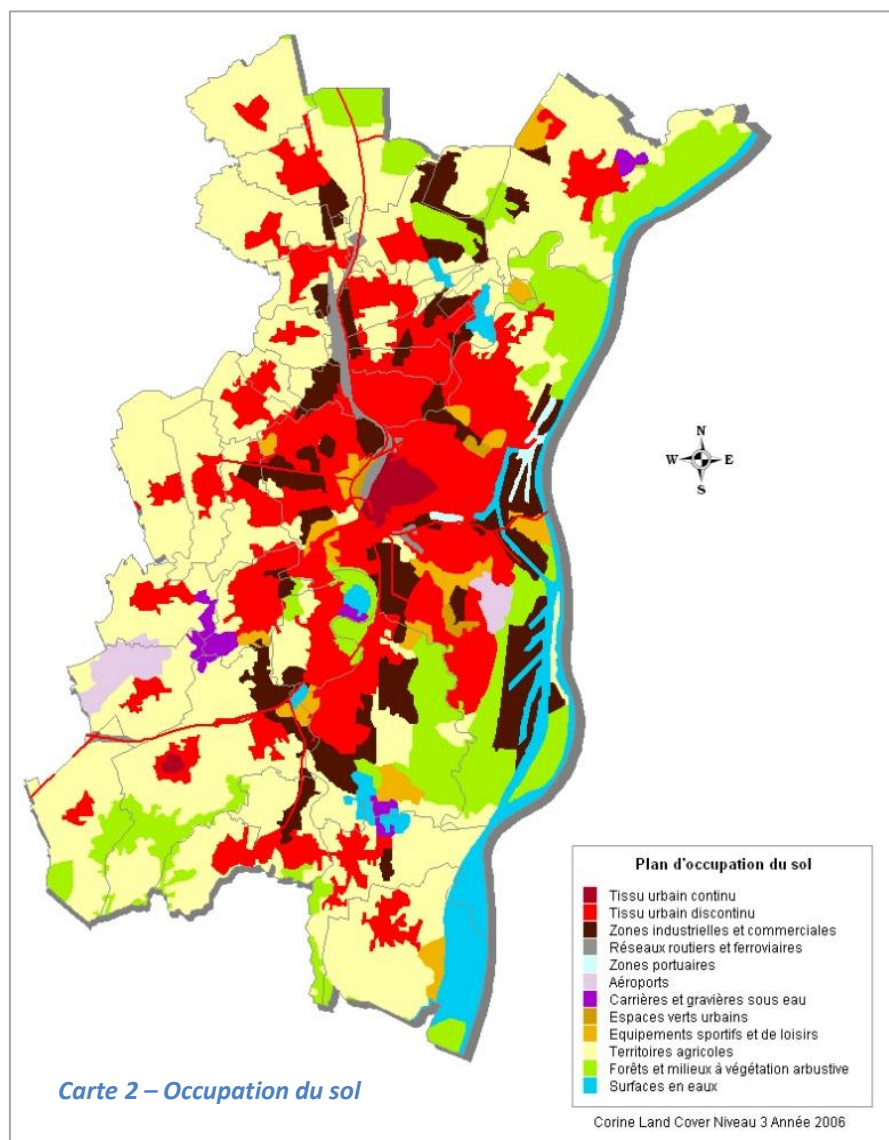 N
W E
S
Plan d'occupation du sol
Tissu urbain continu
Tissu urbain discontinu
Zones industrielles et commerciales
Réseaux routiers et ferroviaires
Zones portuaires
Aéroports
Carrières et gravières sous eau
Espaces verts urbains
Equipements sportifs et de loisirs
Territoires agricoles
Forêts et milieux à végétation arbustive
Surfaces en eaux
Carte 2 – Occupation du sol
Corine Land Cover Niveau 3 Année 2006